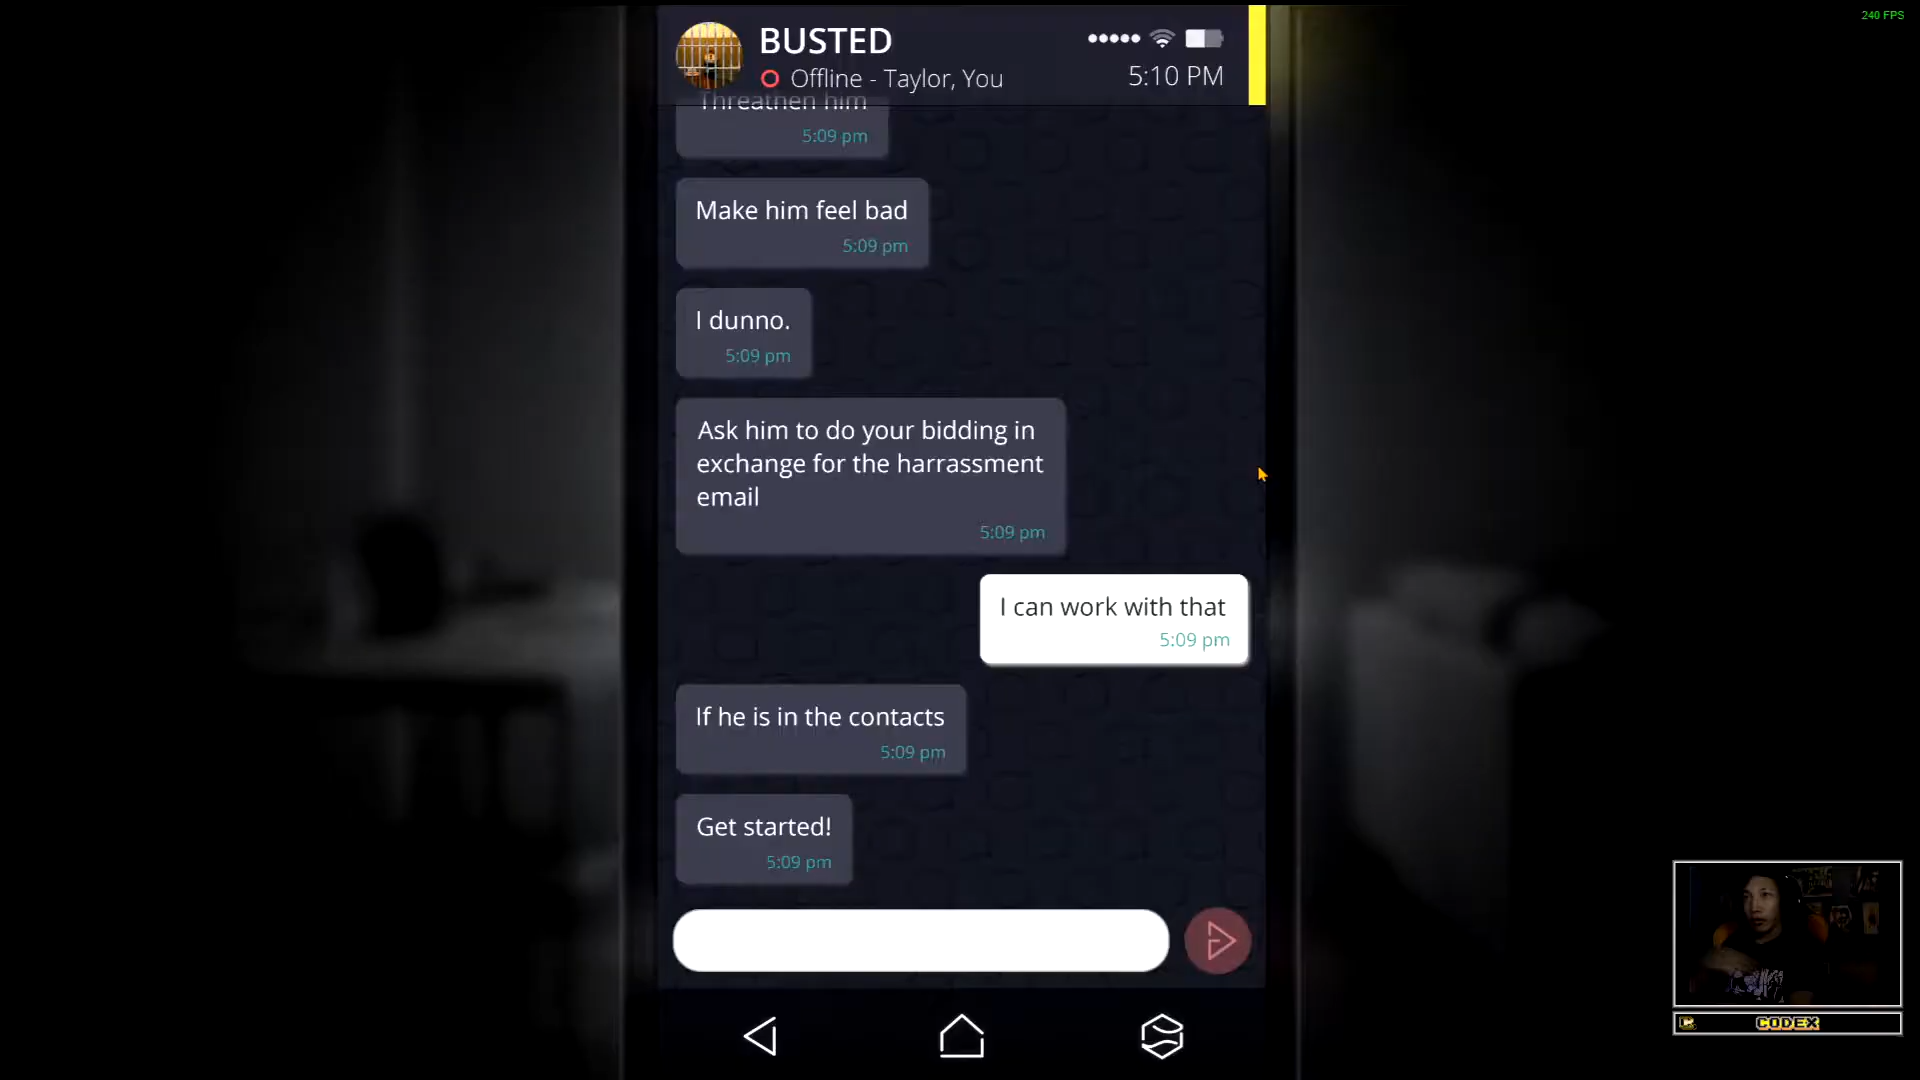 240 FPS
BUSTED
Offline - Taylor, You
5:10 PM
Threathen him
5:09 pm
Make him feel bad
5:09 pm
I dunno.
5:09 pm
Ask him to do your bidding in
exchange for the harrassment
email
5:09 pm
I can work with that
5:09 pm
If he is in the contacts
5:09 pm
Get started!
5:09 pm
CODEX